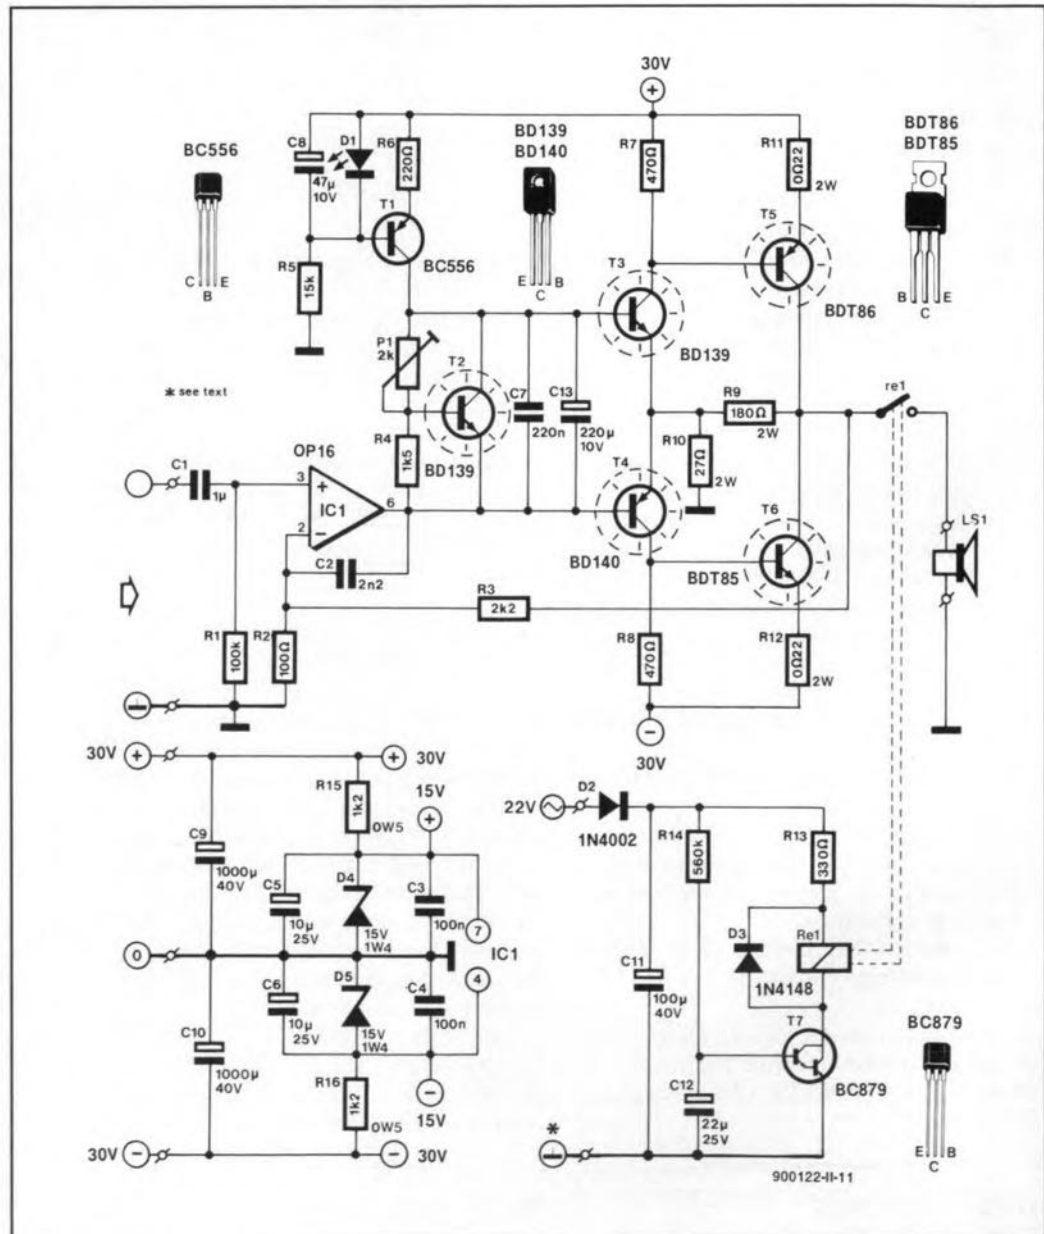 30V
+
BC556
C8
47µ
10V
D1
R6
220Ω
BD139
BD140
R7
470Ω
R11
0Ω22
2W
BDT86
BDT85
T1
BC556
C B E
R5
15k
E C B
T3
BD139
T5
BDT86
B C E
P1
2k
T2
BD139
C7
220n
C13
220µ
10V
* see text
R9
180Ω
2W
re1
R4
1k5
R10
27Ω
2W
OP16
C1
1µ
3
+
IC1
6
2
−
T4
BD140
T6
BDT85
LS1
C2
2n2
R3
2k2
R1
100k
R2
100Ω
R8
470Ω
R12
0Ω22
2W
⊥
−
30V
30V +
+ 30V
R15
1k2
0W5
15V
+
C9
1000µ
40V
C5
10µ
25V
D4
15V
1W4
C3
100n
7
0
IC1
4
C6
10µ
25V
D5
15V
1W4
C4
100n
C10
1000µ
40V
R16
1k2
0W5
−
15V
30V −
− 30V
22V ~
D2
1N4002
R14
560k
R13
330Ω
D3
1N4148
Re1
C11
100µ
40V
T7
BC879
C12
22µ
25V
BC879
E C B
*
⊥
900122-II-11